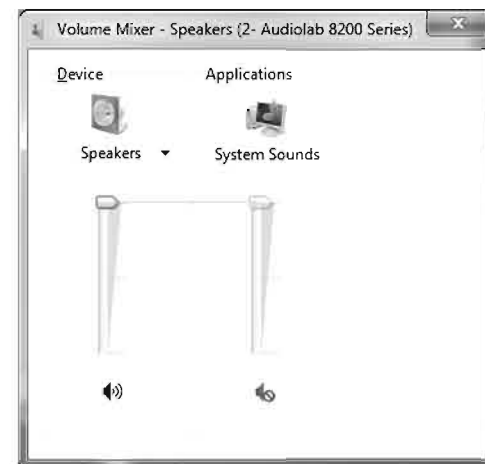 Volume Mixer - Speakers (2- Audiolab 8200 Series)
Device
Applications
Speakers
System Sounds